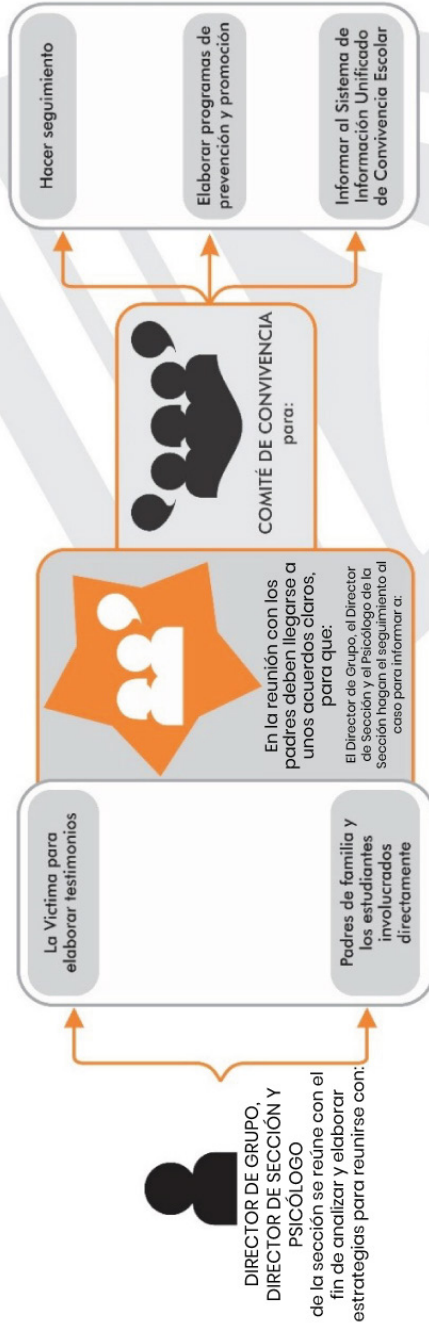 DIRECTOR DE GRUPO,
DIRECTOR DE SECCIÓN Y
PSICÓLOGO
de la sección se reúne con el
fin de analizar y elaborar
estrategias para reunirse con:
La Victima para
elaborar testimonios
Padres de familia y
los estudiantes
involucrados
directamente
En la reunión con los
padres deben llegarse a
unos acuerdos claros,
para que:
El Director de Grupo, el Director
de Sección y el Psicólogo de la
Sección hagan el seguimiento al
caso para informar a:
COMITÉ DE CONVIVENCIA
para:
Hacer seguimiento
Elaborar programas de
prevención y promoción
Informar al Sistema de
Información Unificado
de Convivencia Escolar